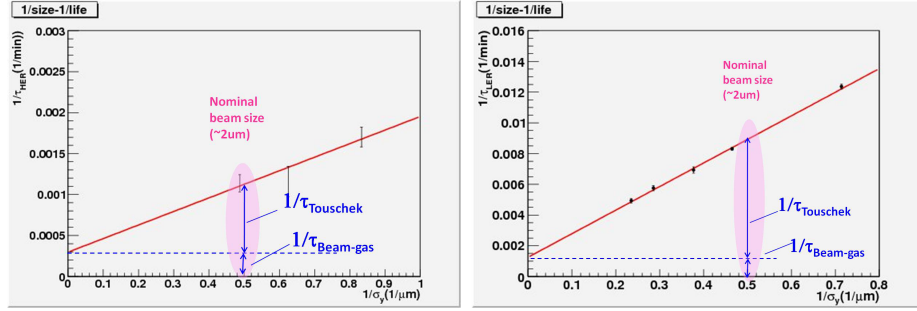 1/size-1/life
1/τHER(1/min))
0.003
0.0025
0.002
0.0015
0.001
0.0005
0
Nominal
beam size
(~2um)
1/τTouschek
1/τBeam-gas
0 0.1 0.2 0.3 0.4 0.5 0.6 0.7 0.8 0.9 1
1/σy(1/μm)
1/size-1/life
1/τLER(1/min)
0.016
0.014
0.012
0.010
0.008
0.006
0.004
0.002
0
Nominal
beam size
(~2um)
1/τTouschek
1/τBeam-gas
0 0.1 0.2 0.3 0.4 0.5 0.6 0.7 0.8
1/σy(1/μm)